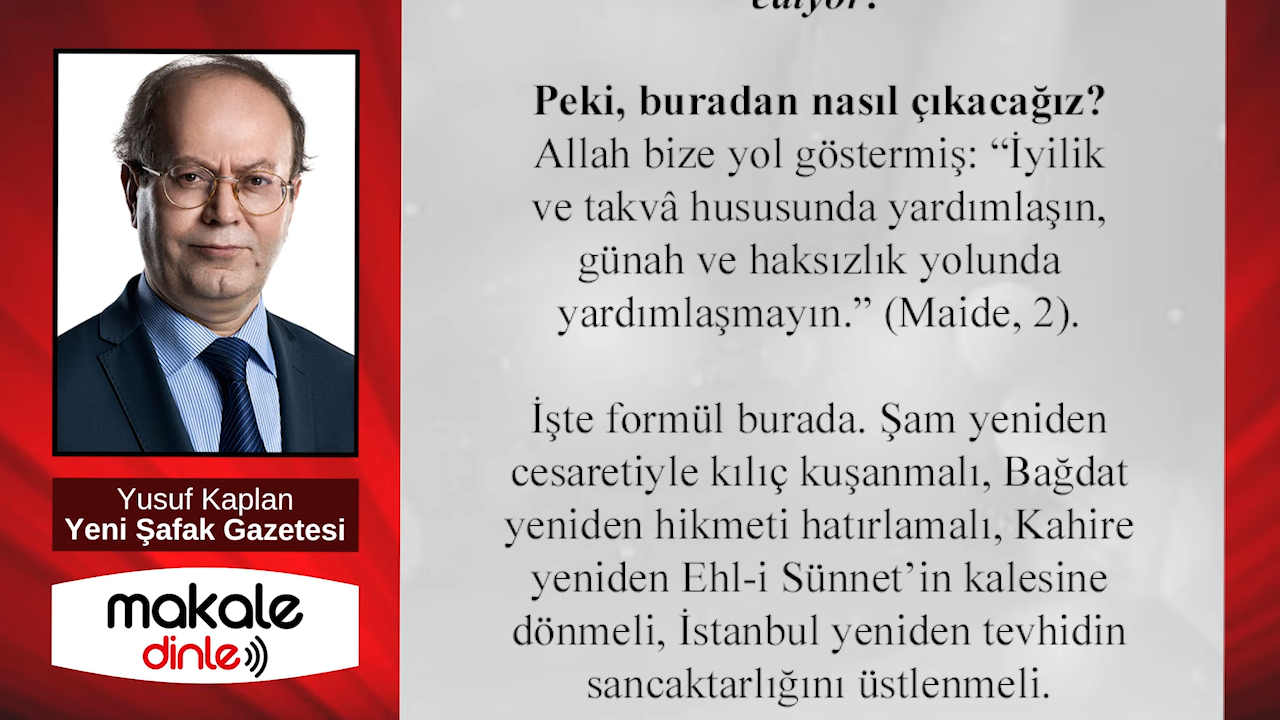 ediyor?
Peki, buradan nasıl çıkacağız?
Allah bize yol göstermiş: “İyilik
ve takvâ hususunda yardımlaşın,
günah ve haksızlık yolunda
yardımlaşmayın.” (Maide, 2).
İşte formül burada. Şam yeniden
cesaretiyle kılıç kuşanmalı, Bağdat
yeniden hikmeti hatırlamalı, Kahire
yeniden Ehl-i Sünnet’in kalesine
dönmeli, İstanbul yeniden tevhidin
sancaktarlığını üstlenmeli.
Yusuf Kaplan
Yeni Şafak Gazetesi
makale
dinle